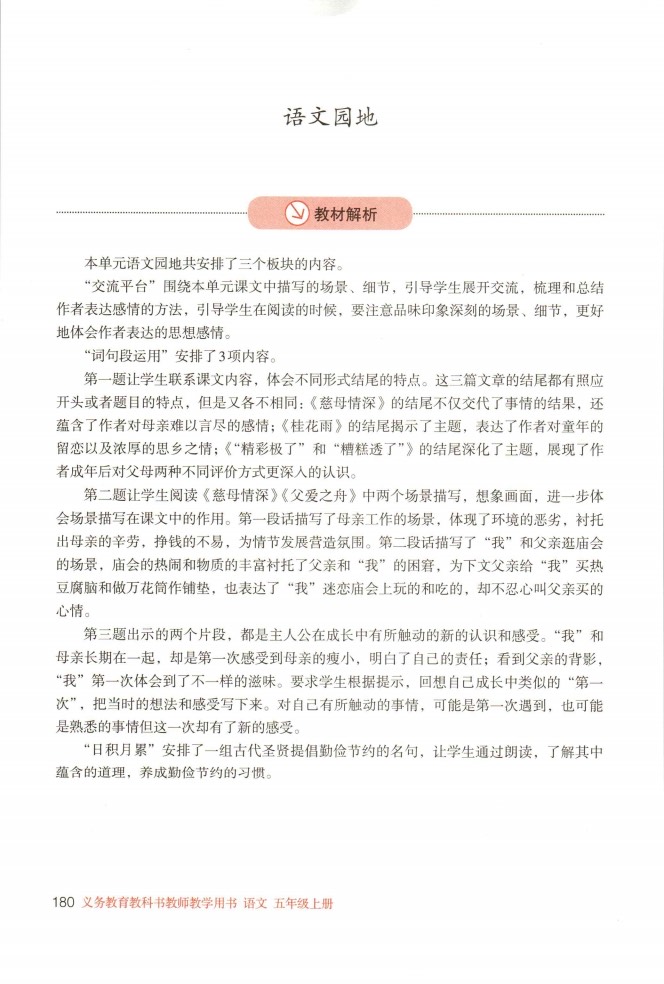 语文园地
教材解析
本单元语文园地共安排了三个板块的内容。
“交流平台”围绕本单元课文中描写的场景、细节，引导学生展开交流，梳理和总结
作者表达感情的方法，引导学生在阅读的时候，要注意品味印象深刻的场景、细节，更好
地体会作者表达的思想感情。
“词句段运用”安排了3项内容。
第一题让学生联系课文内容，体会不同形式结尾的特点。这三篇文章的结尾都有照应
开头或者题目的特点，但是又各不相同：《慈母情深》的结尾不仅交代了事情的结果，还
蕴含了作者对母亲难以言尽的感情；《桂花雨》的结尾揭示了主题，表达了作者对童年的
留恋以及浓厚的思乡之情；《“精彩极了”和“糟糕透了”》的结尾深化了主题，展现了作
者成年后对父母两种不同评价方式更深入的认识。
第二题让学生阅读《慈母情深》《父爱之舟》中两个场景描写，想象画面，进一步体
会场景描写在课文中的作用。第一段话描写了母亲工作的场景，体现了环境的恶劣，衬托
出母亲的辛劳，挣钱的不易，为情节发展营造氛围。第二段话描写了“我”和父亲逛庙会
的场景，庙会的热闹和物质的丰富衬托了父亲和“我”的困窘，为下文父亲给“我”买热
豆腐脑和做万花筒作铺垫，也表达了“我”迷恋庙会上玩的和吃的，却不忍心叫父亲买的
心情。
第三题出示的两个片段，都是主人公在成长中有所触动的新的认识和感受。“我”和
母亲长期在一起，却是第一次感受到母亲的瘦小，明白了自己的责任；看到父亲的背影，
“我”第一次体会到了不一样的滋味。要求学生根据提示，回想自己成长中类似的“第一
次”，把当时的想法和感受写下来。对自己有所触动的事情，可能是第一次遇到，也可能
是熟悉的事情但这一次却有了新的感受。
“日积月累”安排了一组古代圣贤提倡勤俭节约的名句，让学生通过朗读，了解其中
蕴含的道理，养成勤俭节约的习惯。
180 义务教育教科书教师教学用书 语文 五年级上册